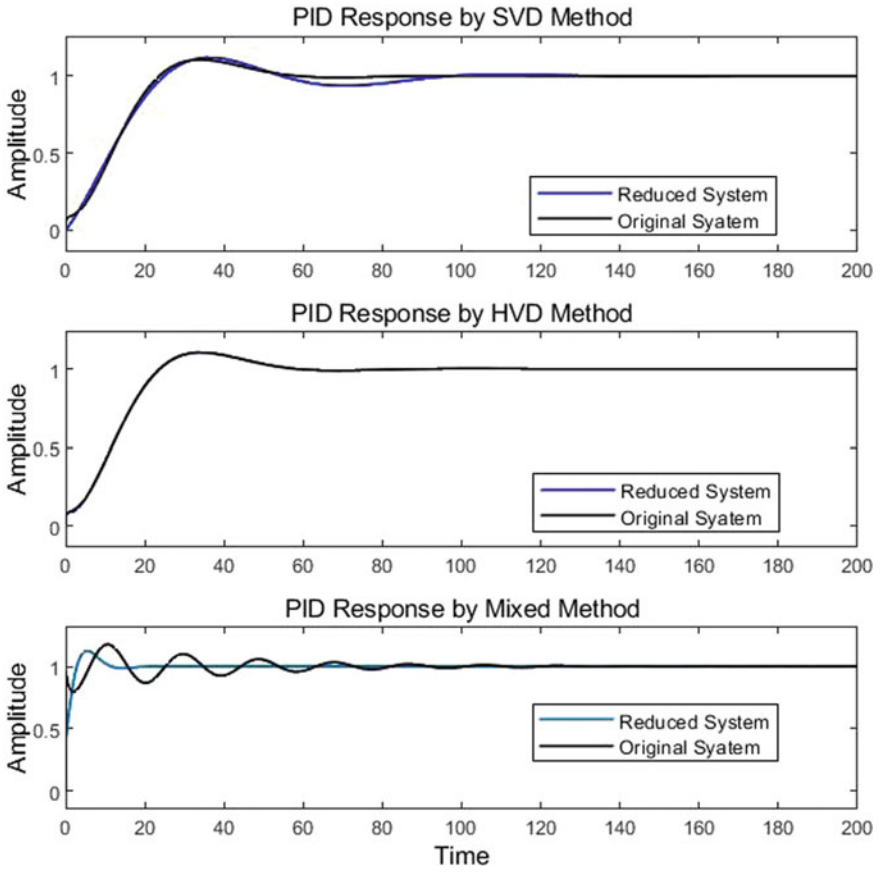 PID Response by SVD Method
Amplitude
1
0.5
0
Reduced System
Original Syatem
0 20 40 60 80 100 120 140 160 180 200
PID Response by HVD Method
Amplitude
1
0.5
0
Reduced System
Original Syatem
0 20 40 60 80 100 120 140 160 180 200
PID Response by Mixed Method
Amplitude
1
0.5
0
Reduced System
Original Syatem
0 20 40 60 80 100 120 140 160 180 200
Time